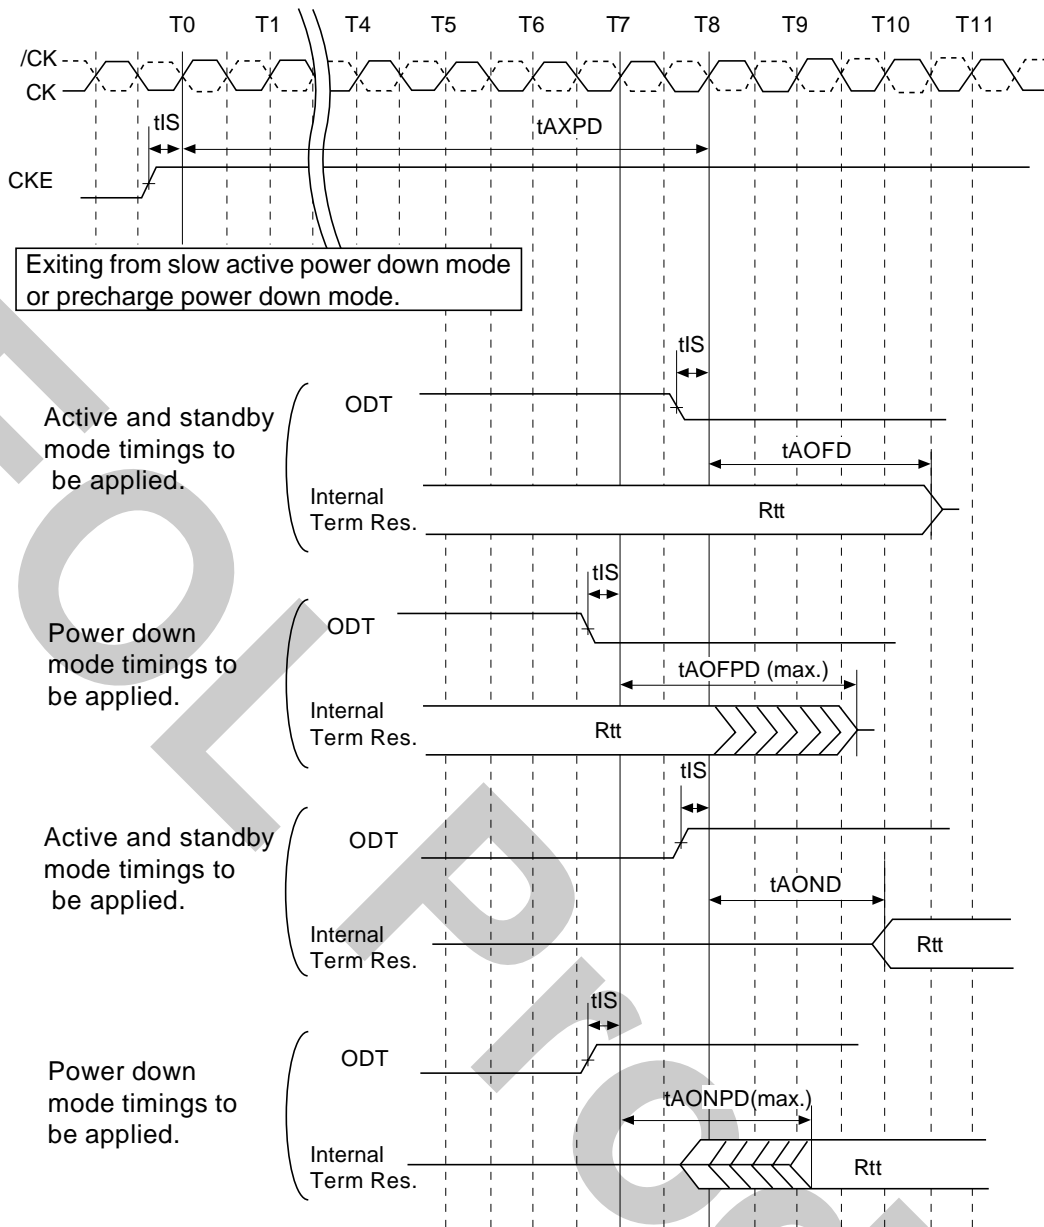 T0 T1 T4 T5 T6 T7 T8 T9 T10 T11
/CK
CK
tIS tAXPD
CKE
Exiting from slow active power down mode
or precharge power down mode.
tIS
Active and standby
mode timings to
be applied.
ODT
tAOFD
Internal
Term Res.
Rtt
tIS
Power down
mode timings to
be applied.
ODT
tAOFPD (max.)
Internal
Term Res.
Rtt
tIS
Active and standby
mode timings to
be applied.
ODT
tAOND
Internal
Term Res.
Rtt
tIS
Power down
mode timings to
be applied.
ODT
tAONPD(max.)
Internal
Term Res.
Rtt